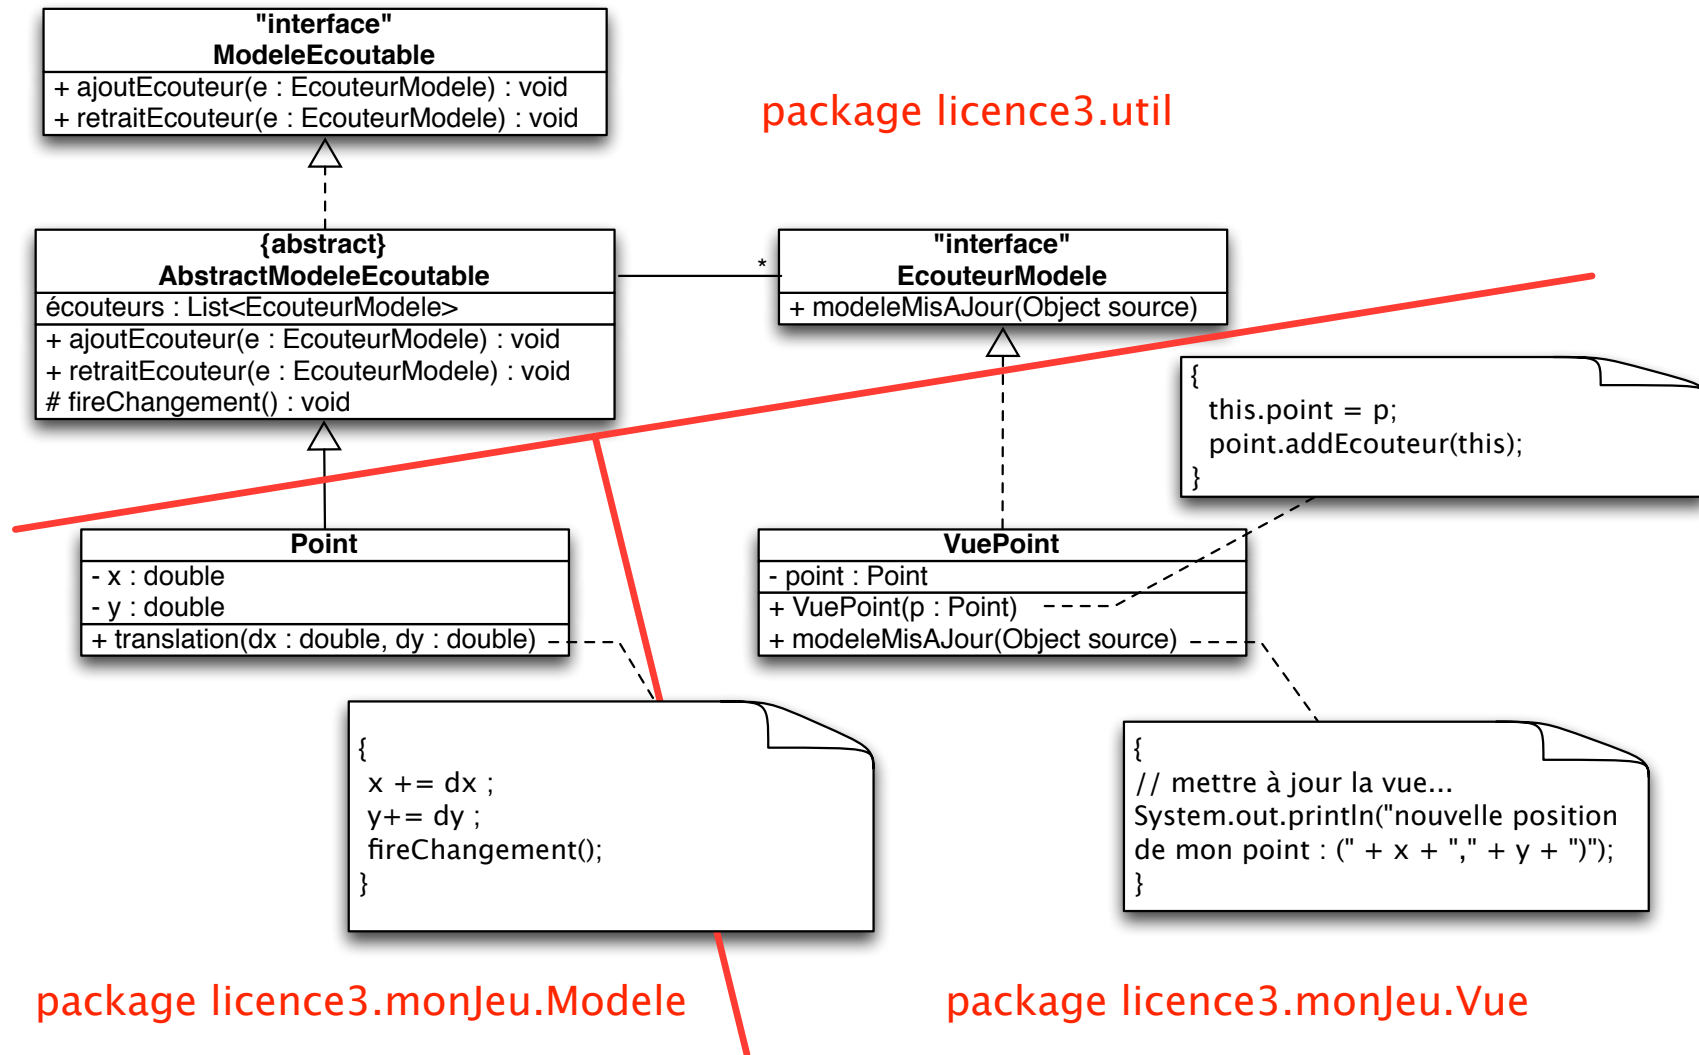 "interface"
ModeleEcoutable
+ ajoutEcouteur(e : EcouteurModele) : void
+ retraitEcouteur(e : EcouteurModele) : void
package licence3.util
{abstract}
AbstractModeleEcoutable
écouteurs : List<EcouteurModele>
+ ajoutEcouteur(e : EcouteurModele) : void
+ retraitEcouteur(e : EcouteurModele) : void
# fireChangement() : void
*
"interface"
EcouteurModele
+ modeleMisAJour(Object source)
{
this.point = p;
point.addEcouteur(this);
}
Point
- x : double
- y : double
+ translation(dx : double, dy : double)
VuePoint
- point : Point
+ VuePoint(p : Point)
+ modeleMisAJour(Object source)
{
x += dx ;
y+= dy ;
fireChangement();
}
{
// mettre à jour la vue...
System.out.println("nouvelle position
de mon point : (" + x + "," + y + ")");
}
package licence3.monJeu.Modele
package licence3.monJeu.Vue